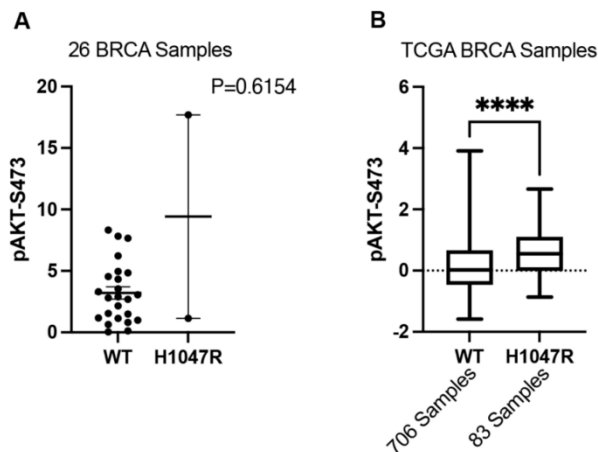 A
26 BRCA Samples
P=0.6154
20
15
10
5
0
pAKT-S473
WT
H1047R
B
TCGA BRCA Samples
****
6
4
2
0
-2
pAKT-S473
WT
H1047R
706 Samples
83 Samples